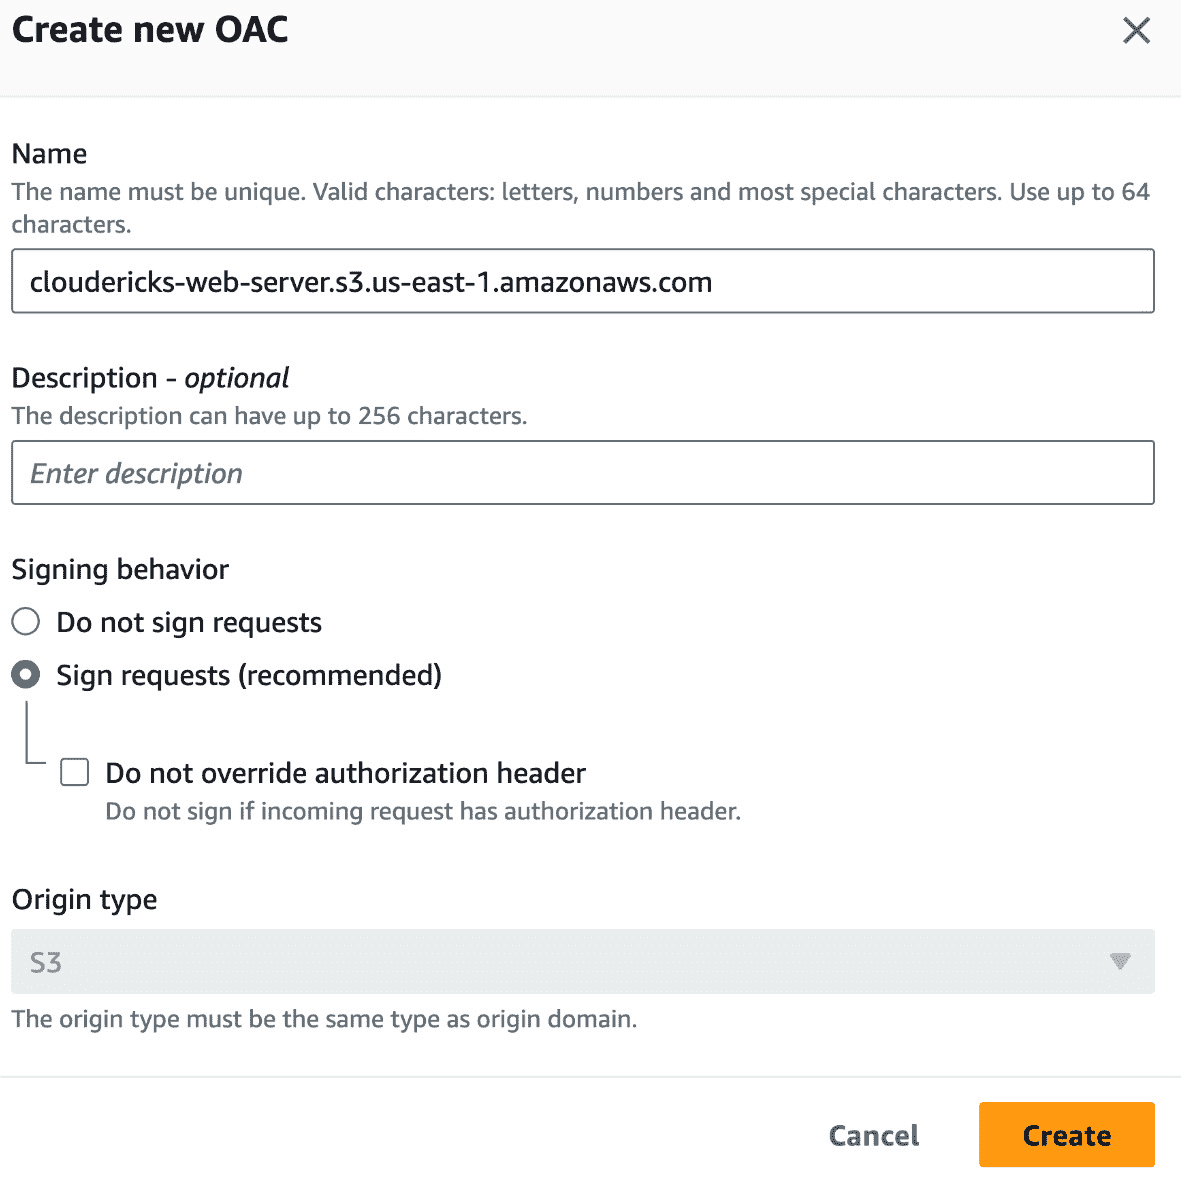 Create new OAC
Name
The name must be unique. Valid characters: letters, numbers and most special characters. Use up to 64
characters.
cloudericks-web-server.s3.us-east-1.amazonaws.com
Description - optional
The description can have up to 256 characters.
Enter description
Signing behavior
Do not sign requests
Sign requests (recommended)
Do not override authorization header
Do not sign if incoming request has authorization header.
Origin type
S3
The origin type must be the same type as origin domain.
Cancel
Create